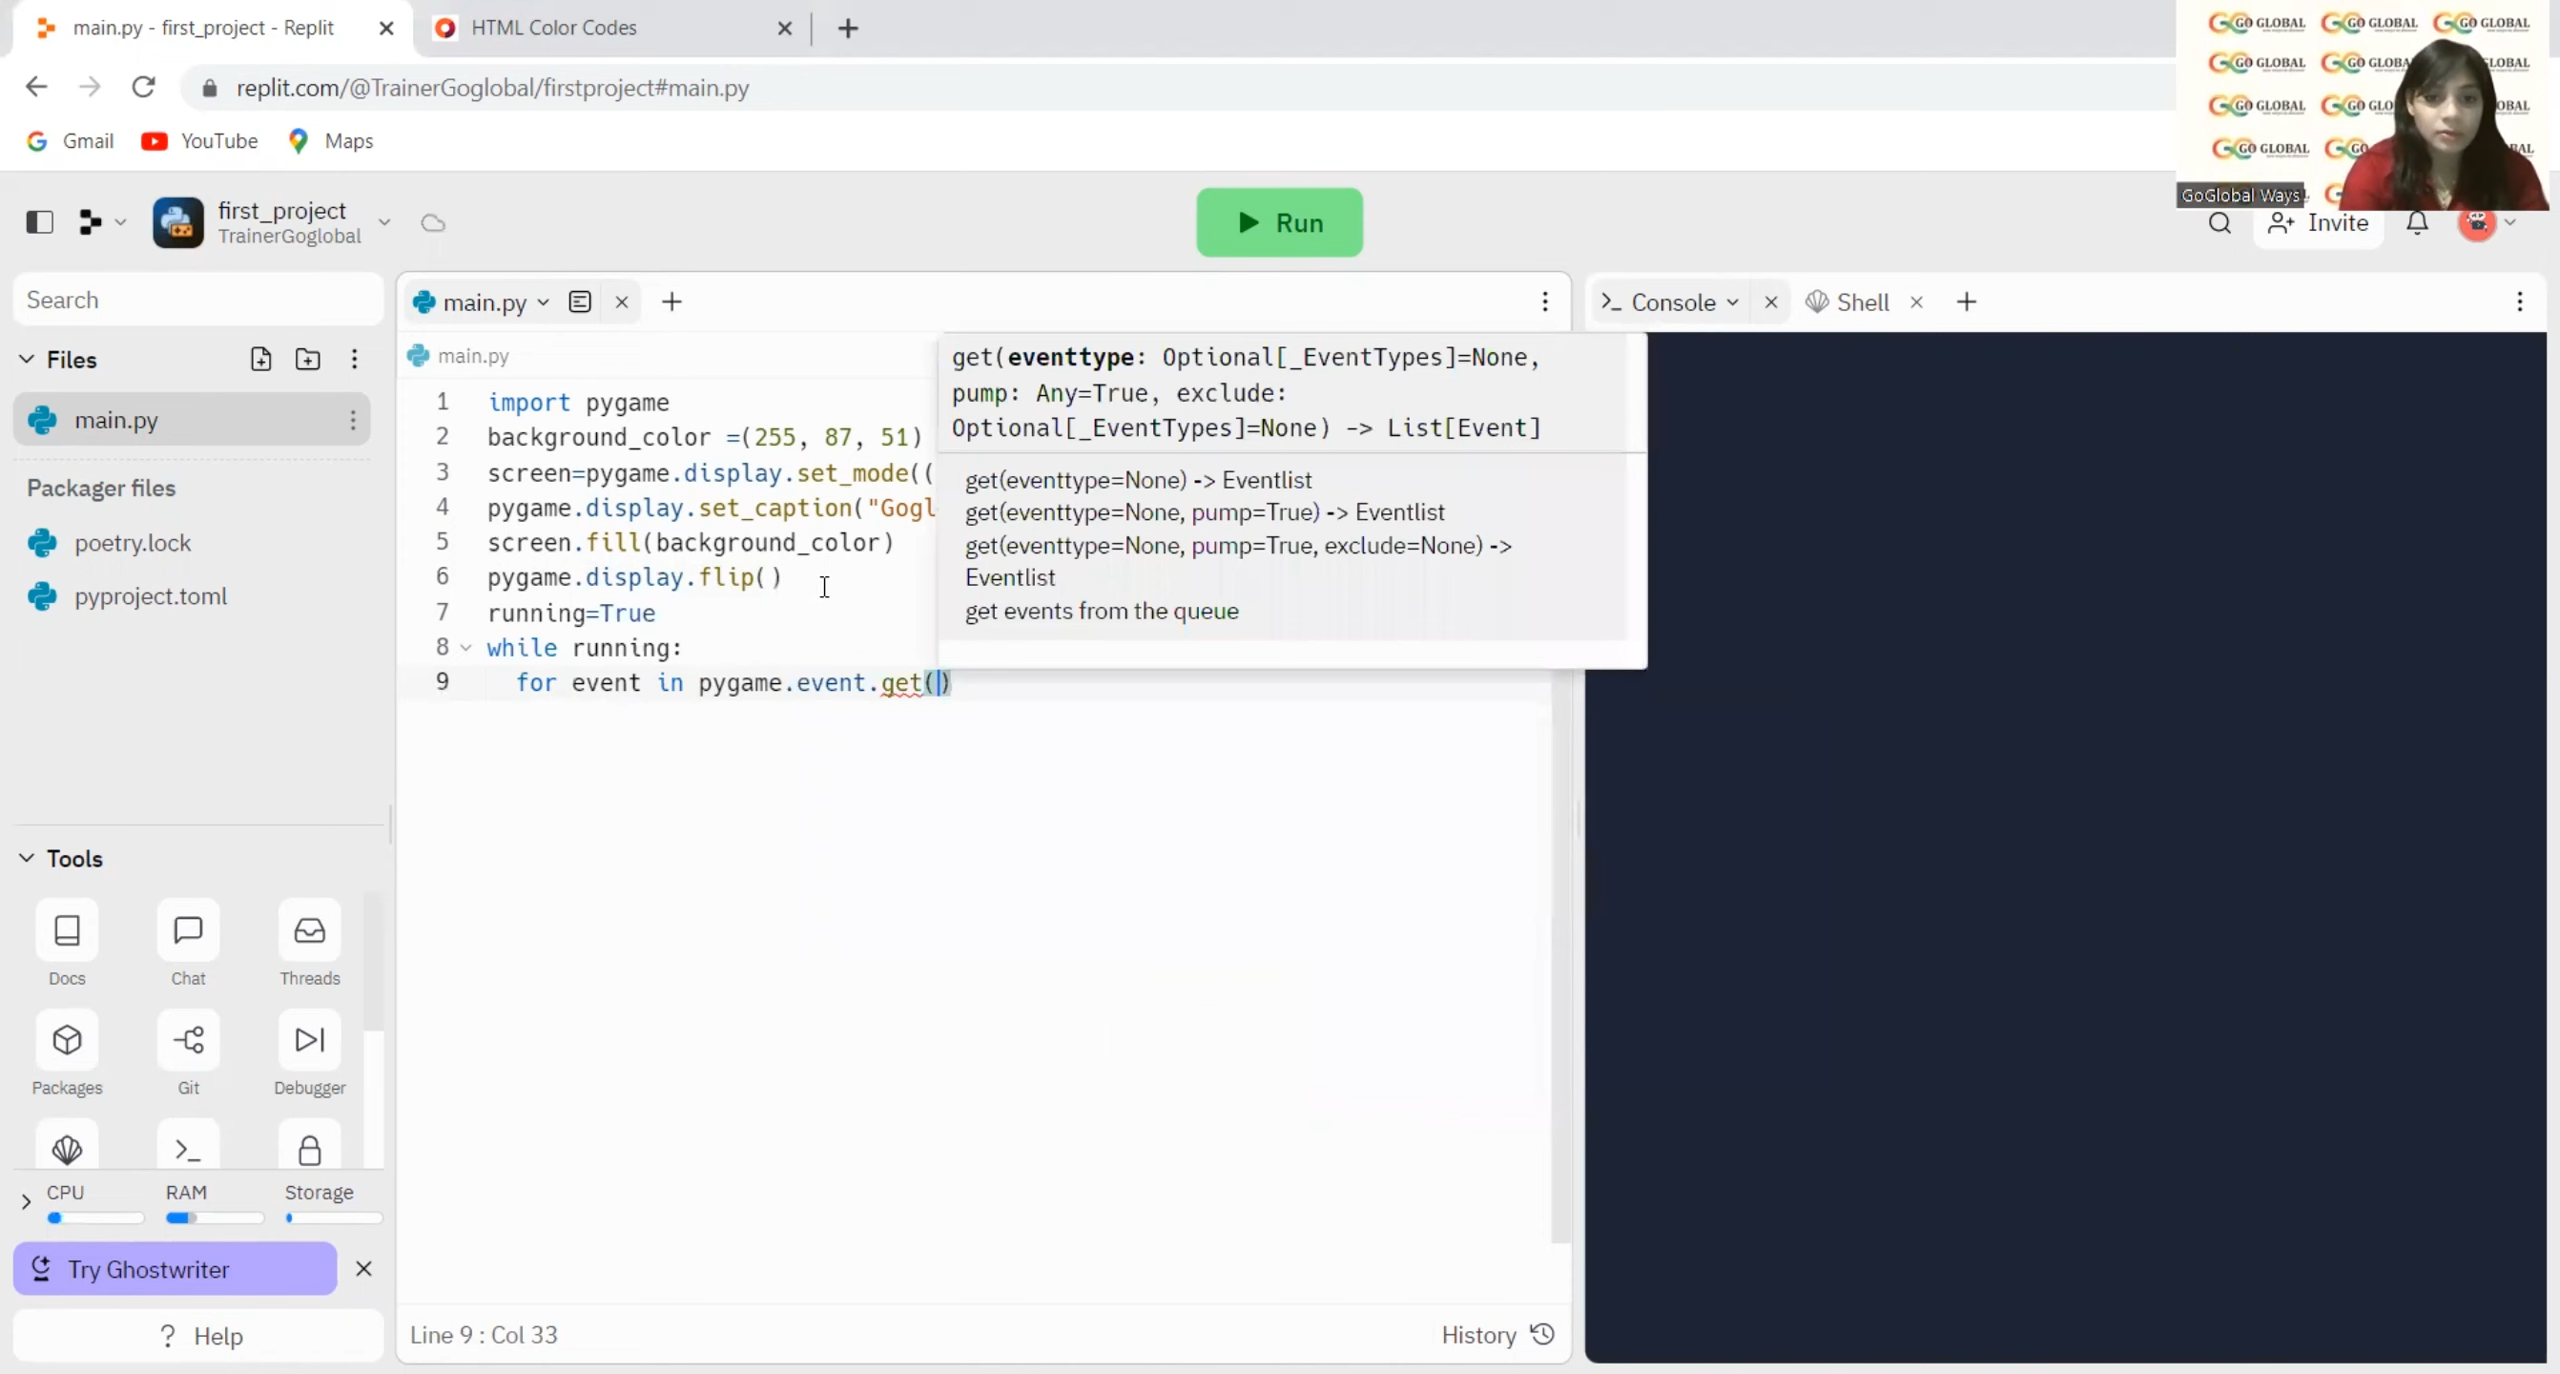 main.py - first_project - Replit
HTML Color Codes
replit.com/@TrainerGoglobal/firstproject#main.py
Gmail
YouTube
Maps
GO GLOBAL GO GLOBAL GO GLOBAL
GO GLOBAL GO GLOBA LOBAL
GO GLOBAL GO GLO OBAL
GO GLOBAL GO BAL
GoGlobal Ways
first_project
TrainerGoglobal
Run
Invite
Search
Files
main.py
Packager files
poetry.lock
pyproject.toml
Tools
Docs
Chat
Threads
Packages
Git
Debugger
CPU
RAM
Storage
Try Ghostwriter
? Help
main.py
main.py
1 import pygame
2 background_color =(255, 87, 51)
3 screen=pygame.display.set_mode((
4 pygame.display.set_caption("Gogl
5 screen.fill(background_color)
6 pygame.display.flip()
7 running=True
8 while running:
9 for event in pygame.event.get()
get(eventtype: Optional[_EventTypes]=None,
pump: Any=True, exclude:
Optional[_EventTypes]=None) -> List[Event]
get(eventtype=None) -> Eventlist
get(eventtype=None, pump=True) -> Eventlist
get(eventtype=None, pump=True, exclude=None) ->
Eventlist
get events from the queue
Line 9 : Col 33
History
Console
Shell